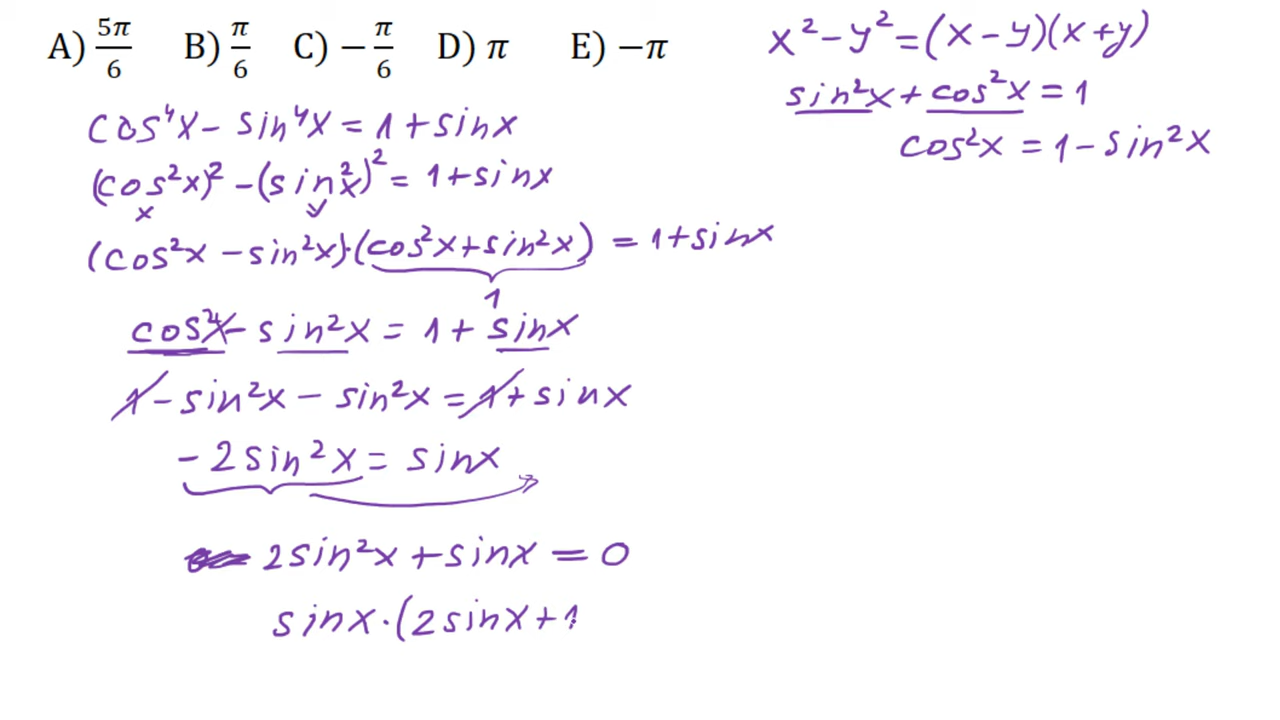 A) 5π/6 B) π/6 C) −π/6 D) π E) −π
x² − y² = (x − y)(x + y)
sin²x + cos²x = 1
cos²x = 1 − sin²x
cos⁴x − sin⁴x = 1 + sinx
(cos²x)² − (sin²x)² = 1 + sinx
x y
(cos²x − sin²x)·(cos²x + sin²x) = 1 + sinx
1
cos²x − sin²x = 1 + sinx
1 − sin²x − sin²x = 1 + sinx
− 2sin²x = sinx
2sin²x + sinx = 0
sinx·(2sinx + 1